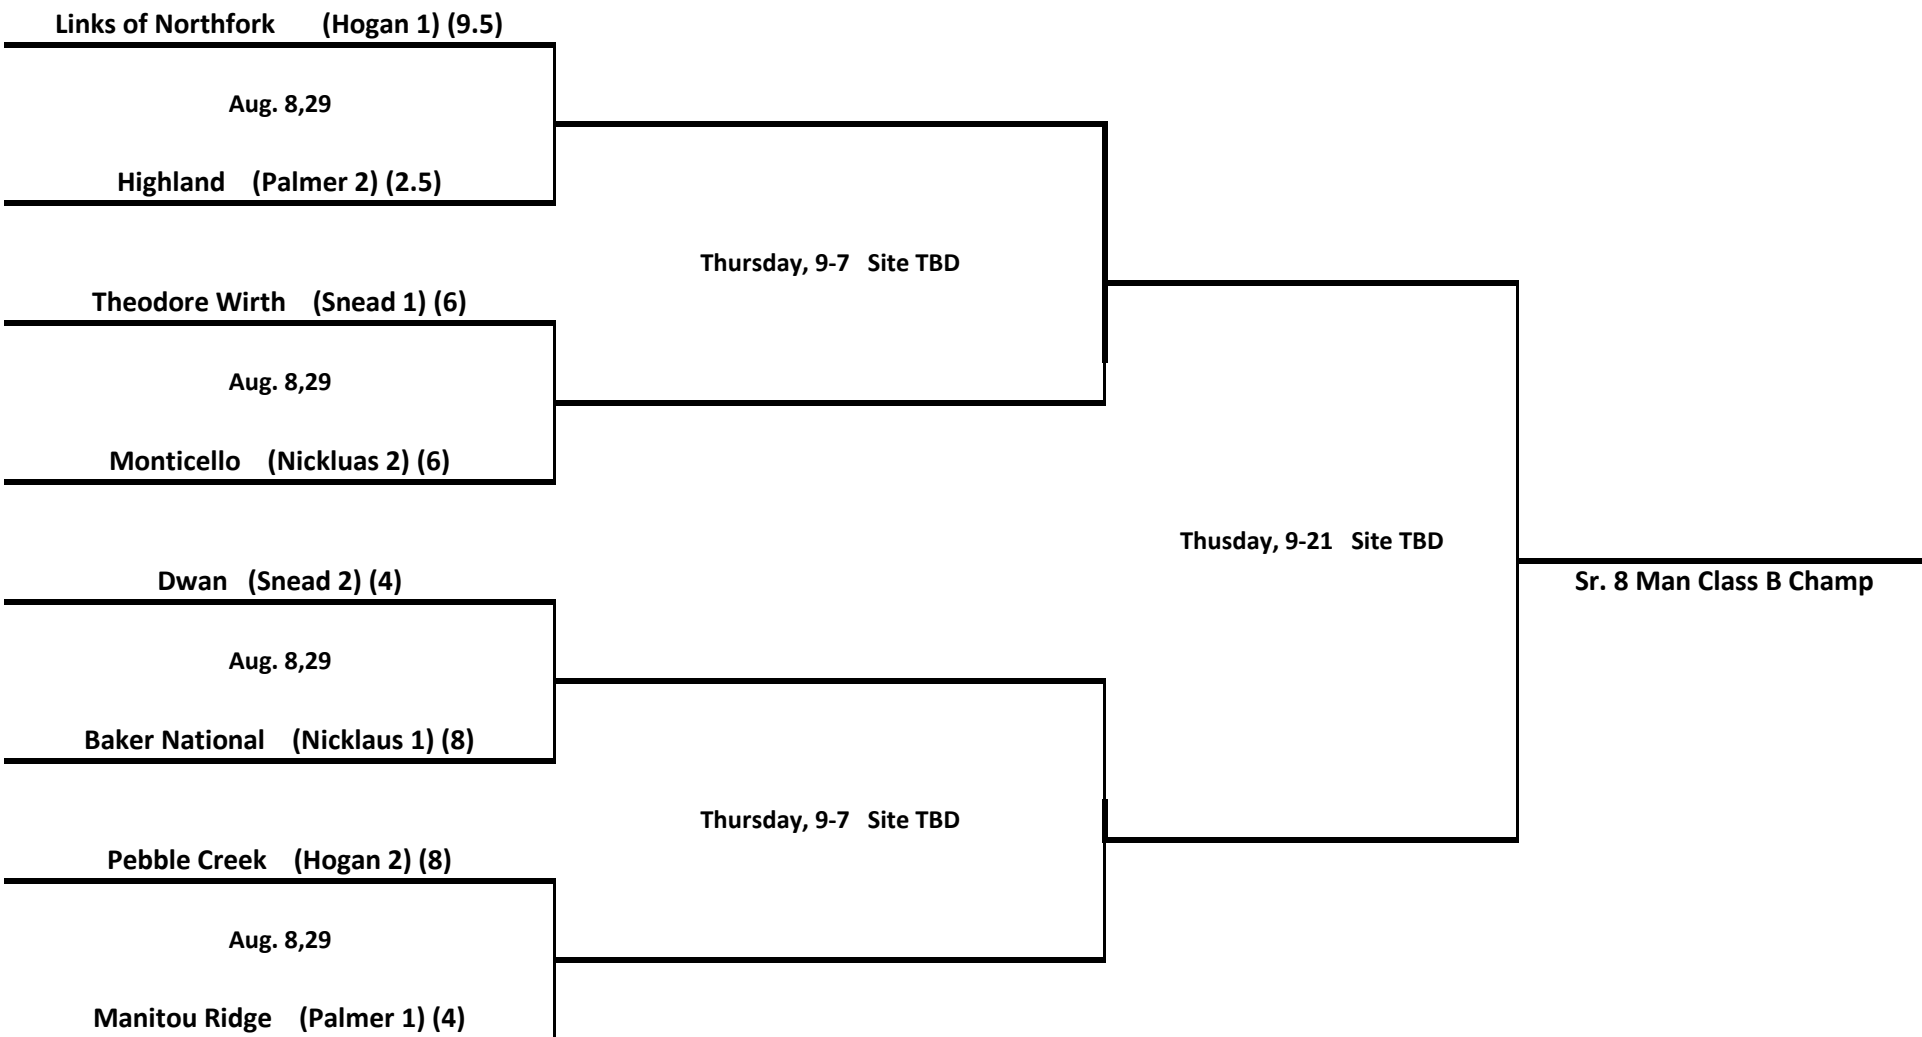 Links of Northfork (Hogan 1) (9.5)
Aug. 8,29
Highland (Palmer 2) (2.5)
Thursday, 9-7 Site TBD
Theodore Wirth (Snead 1) (6)
Aug. 8,29
Monticello (Nickluas 2) (6)
Thusday, 9-21 Site TBD
Sr. 8 Man Class B Champ
Dwan (Snead 2) (4)
Aug. 8,29
Baker National (Nicklaus 1) (8)
Thursday, 9-7 Site TBD
Pebble Creek (Hogan 2) (8)
Aug. 8,29
Manitou Ridge (Palmer 1) (4)